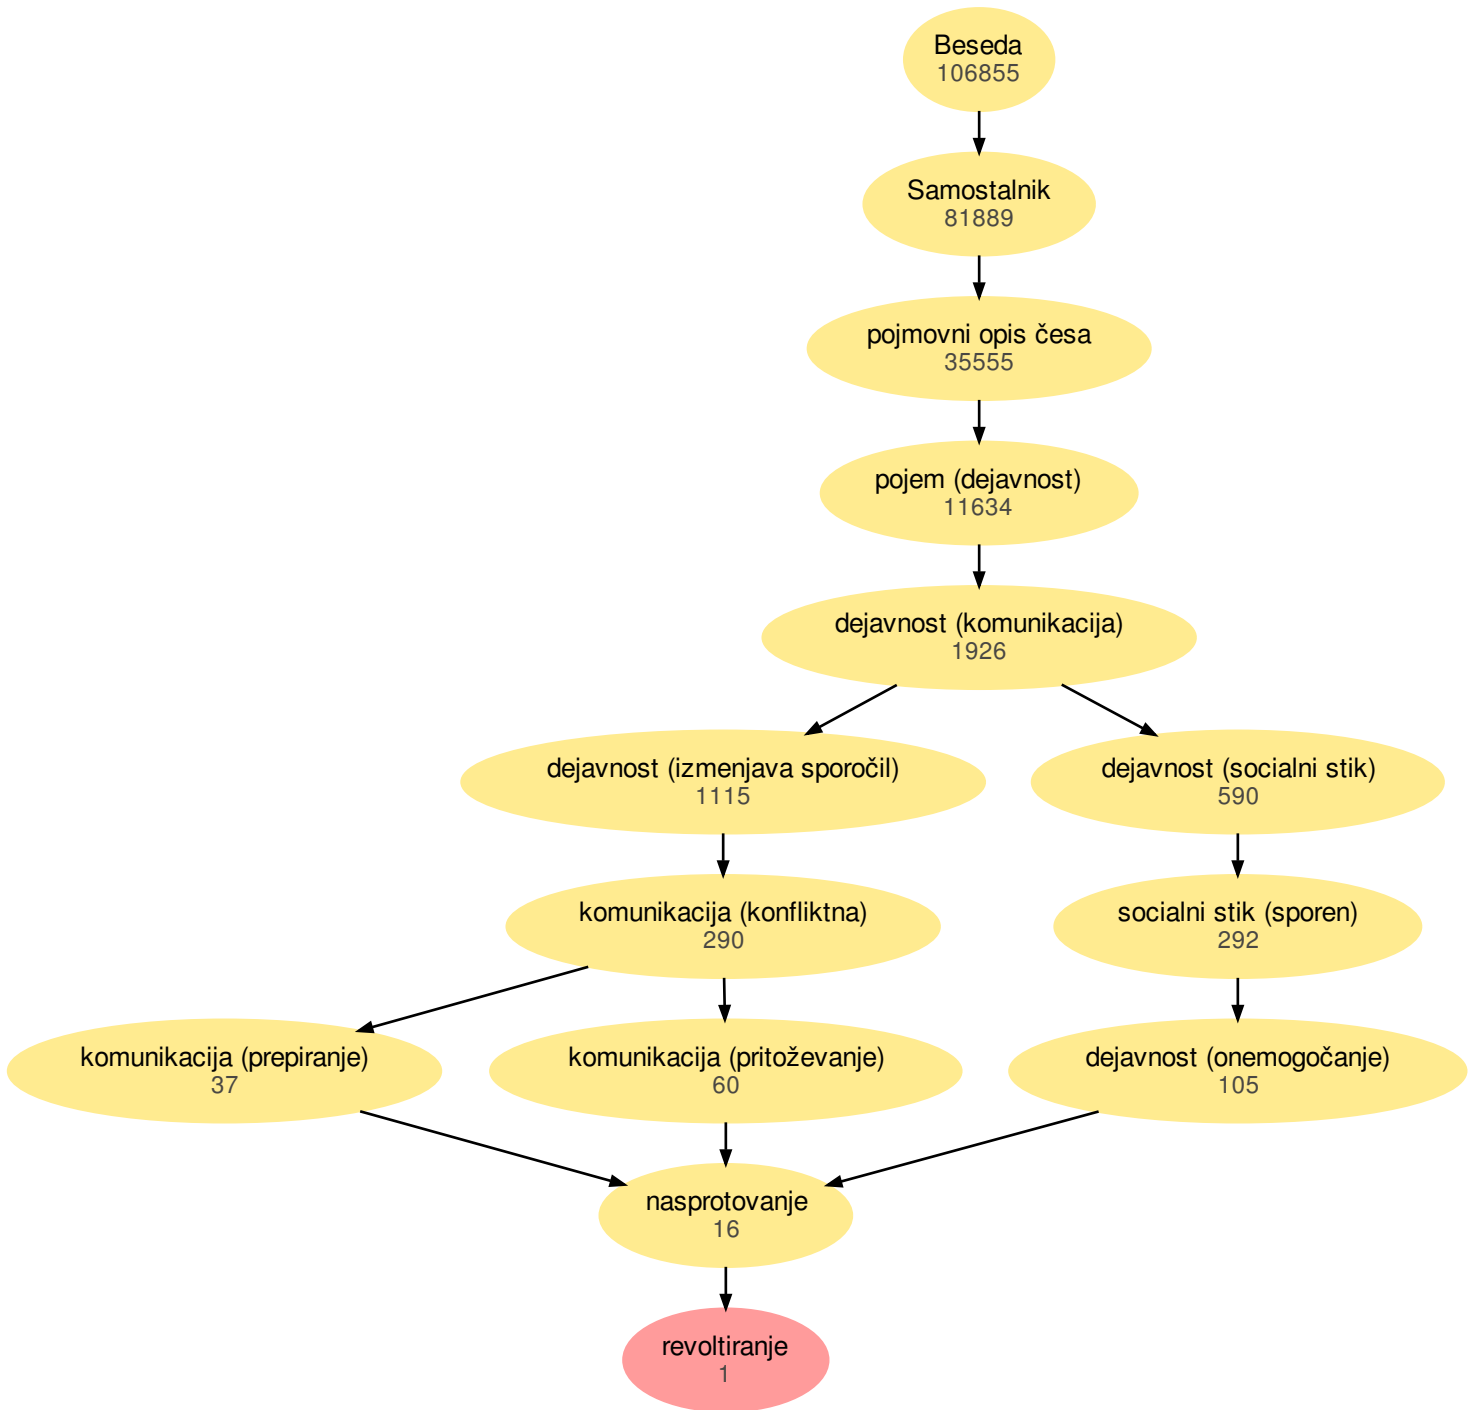 Beseda
106855
Samostalnik
81889
pojmovni opis česa
35555
pojem (dejavnost)
11634
dejavnost (komunikacija)
1926
dejavnost (izmenjava sporočil)
1115
dejavnost (socialni stik)
590
komunikacija (konfliktna)
290
socialni stik (sporen)
292
komunikacija (prepiranje)
37
komunikacija (pritoževanje)
60
dejavnost (onemogočanje)
105
nasprotovanje
16
revoltiranje
1